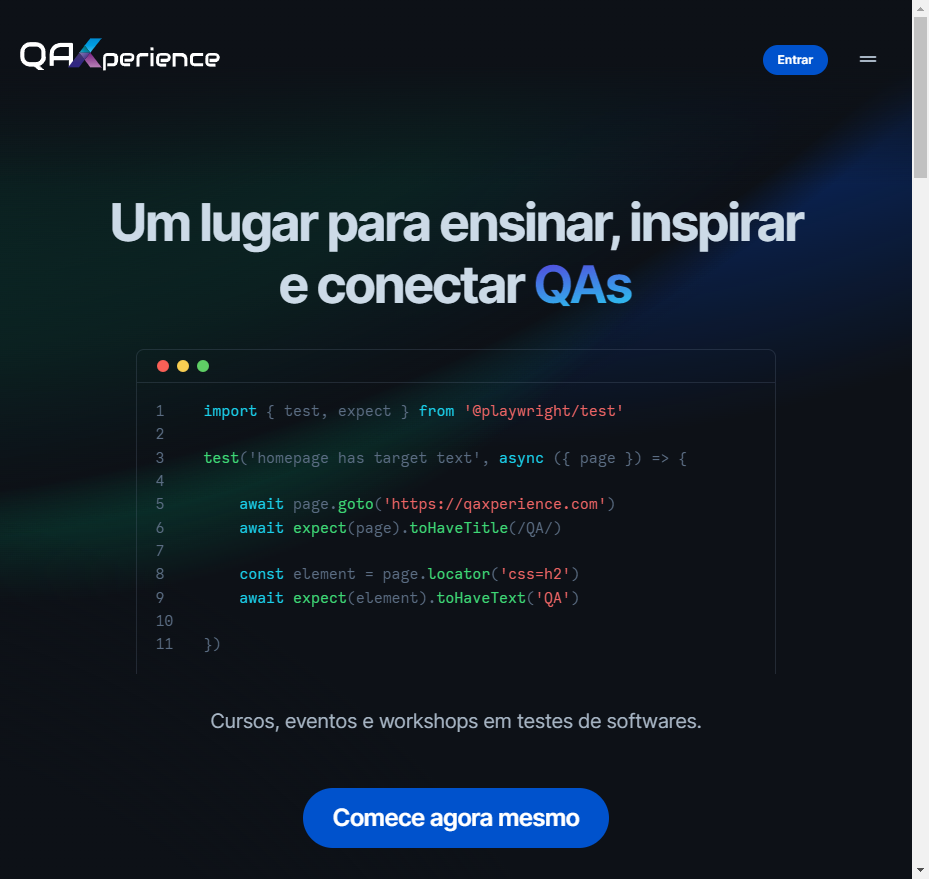 QAXperience
Entrar
Um lugar para ensinar, inspirar
e conectar QAs
1 import { test, expect } from '@playwright/test'
2
3 test('homepage has target text', async ({ page }) => {
4
5 await page.goto('https://qaxperience.com')
6 await expect(page).toHaveTitle(/QA/)
7
8 const element = page.locator('css=h2')
9 await expect(element).toHaveText('QA')
10
11 })
Cursos, eventos e workshops em testes de softwares.
Comece agora mesmo